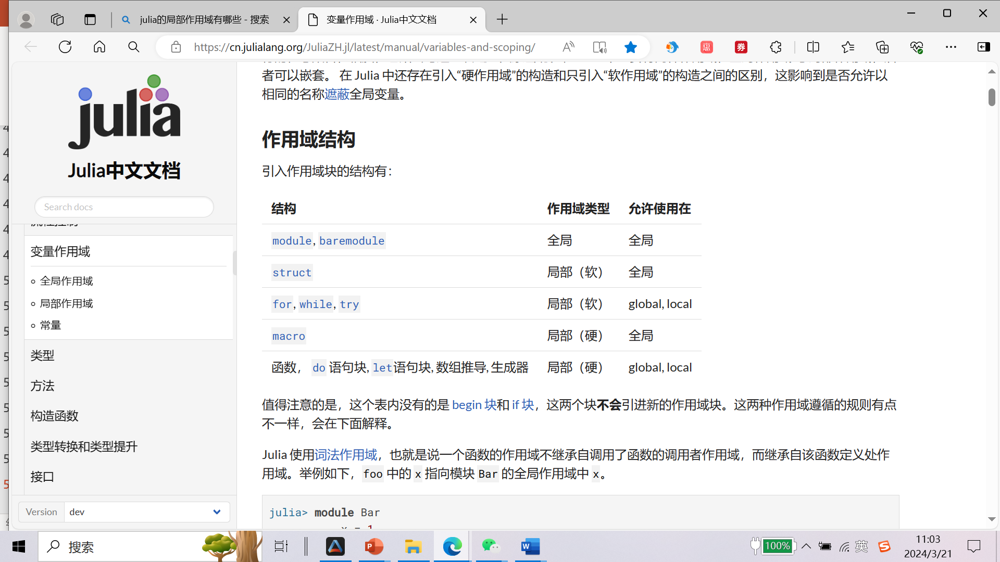 julia的局部作用域有哪些 - 搜索
变量作用域 · Julia中文文档
https://cn.julialang.org/JuliaZH.jl/latest/manual/variables-and-scoping/
惠
券
julia
Julia中文文档
Search docs
变量作用域
全局作用域
局部作用域
常量
类型
方法
构造函数
类型转换和类型提升
接口
Version dev
者可以嵌套。 在 Julia 中还存在引入“硬作用域”的构造和只引入“软作用域”的构造之间的区别，这影响到是否允许以
相同的名称遮蔽全局变量。
作用域结构
引入作用域块的结构有：
结构 作用域类型 允许使用在
module, baremodule 全局 全局
struct 局部（软） 全局
for, while, try 局部（软） global, local
macro 局部（硬） 全局
函数， do 语句块, let语句块, 数组推导, 生成器 局部（硬） global, local
值得注意的是，这个表内没有的是 begin 块和 if 块，这两个块不会引进新的作用域块。这两种作用域遵循的规则有点
不一样，会在下面解释。
Julia 使用词法作用域，也就是说一个函数的作用域不继承自调用了函数的调用者作用域，而继承自该函数定义处作
用域。举例如下，foo 中的 x 指向模块 Bar 的全局作用域中 x。
julia> module Bar
搜索
100%
英
11:03
2024/3/21